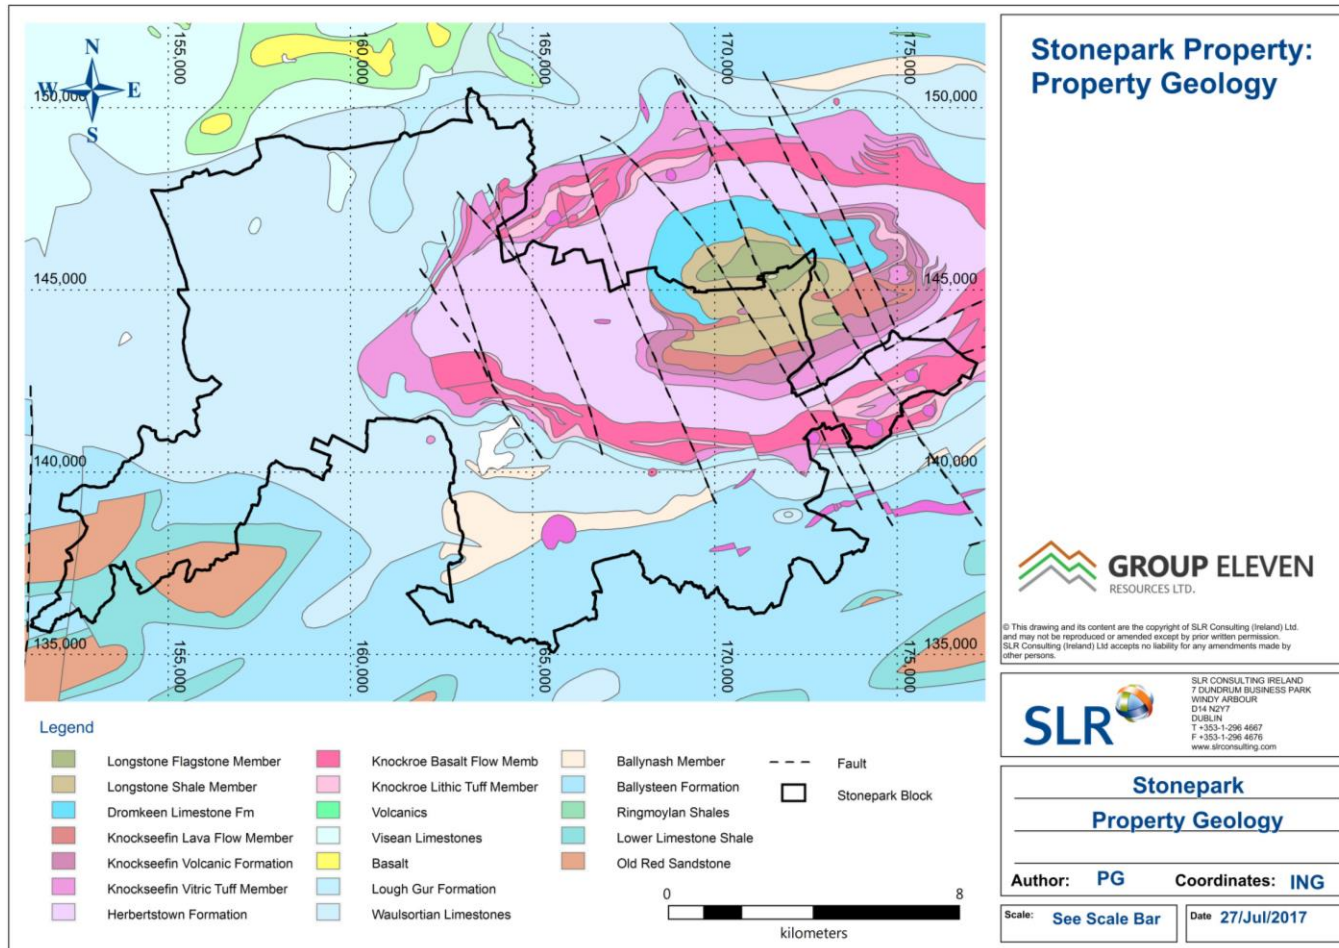 N
W E
S
155,000
160,000
165,000
170,000
175,000
150,000
150,000
145,000
145,000
140,000
140,000
135,000
135,000
155,000
160,000
165,000
170,000
175,000
Legend
Longstone Flagstone Member
Longstone Shale Member
Dromkeen Limestone Fm
Knockseefin Lava Flow Member
Knockseefin Volcanic Formation
Knockseefin Vitric Tuff Member
Herbertstown Formation
Knockroe Basalt Flow Memb
Knockroe Lithic Tuff Member
Volcanics
Visean Limestones
Basalt
Lough Gur Formation
Waulsortian Limestones
Ballynash Member
Ballysteen Formation
Ringmoylan Shales
Lower Limestone Shale
Old Red Sandstone
Fault
Stonepark Block
0 8
kilometers
Stonepark Property:
Property Geology
GROUP ELEVEN
RESOURCES LTD.
© This drawing and its content are the copyright of SLR Consulting (Ireland) Ltd.
and may not be reproduced or amended except by prior written permission.
SLR Consulting (Ireland) Ltd accepts no liability for any amendments made by
other persons.
SLR
SLR CONSULTING IRELAND
7 DUNDRUM BUSINESS PARK
WINDY ARBOUR
D14 N2Y7
DUBLIN
T +353-1-296 4667
F +353-1-296 4676
www.slrconsulting.com
Stonepark
Property Geology
Author: PG Coordinates: ING
Scale: See Scale Bar Date 27/Jul/2017